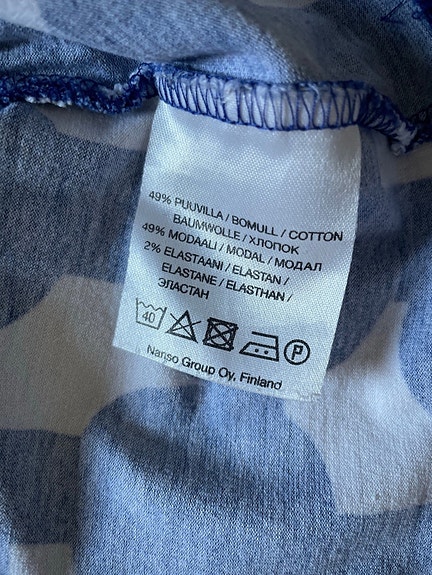 49% PUUVILLA / BOMULL / COTTON
BAUMWOLLE / ХЛОПОК
49% MODAALI / MODAL / МОДАЛ
2% ELASTAANI / ELASTAN /
ELASTANE / ELASTHAN /
ЭЛАСТАН
40 P
Nanso Group Oy, Finland